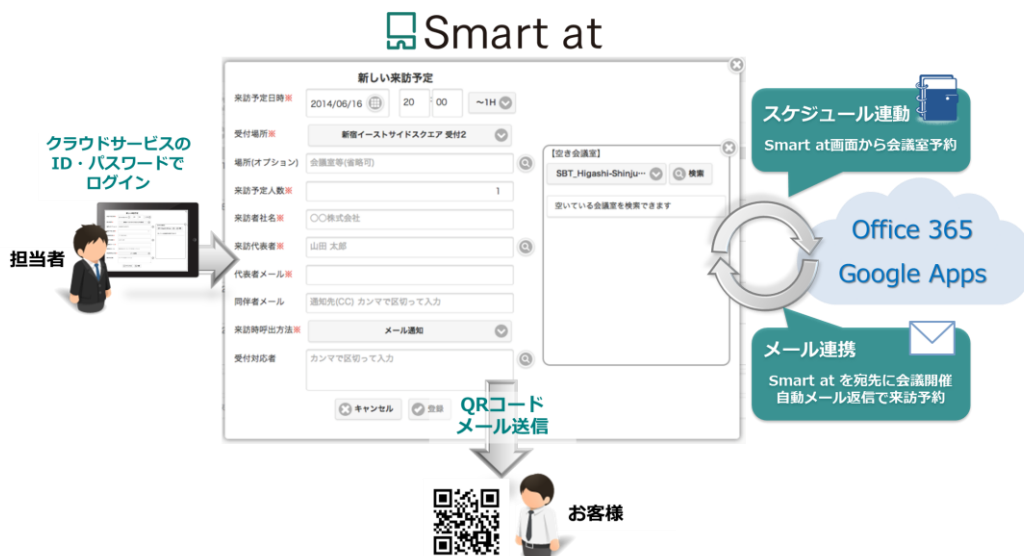 Smart at
新しい来訪予定
来訪予定日時※
2014/06/16
20
:
00
～1H
受付場所※
新宿イーストサイドスクエア 受付2
場所(オプション)
会議室等(省略可)
来訪予定人数※
1
来訪者社名※
〇〇株式会社
来訪代表者※
山田 太郎
代表者メール※
同伴者メール
通知先(CC) カンマで区切って入力
来訪時呼出方法※
メール通知
受付対応者
カンマで区切って入力
キャンセル
登録
【空き会議室】
SBT_Higashi-Shinju…
検索
空いている会議室を検索できます
クラウドサービスの
ID・パスワードで
ログイン
担当者
スケジュール連動
Smart at画面から会議室予約
Office 365
Google Apps
メール連携
Smart at を宛先に会議開催
自動メール返信で来訪予約
QRコード
メール送信
お客様